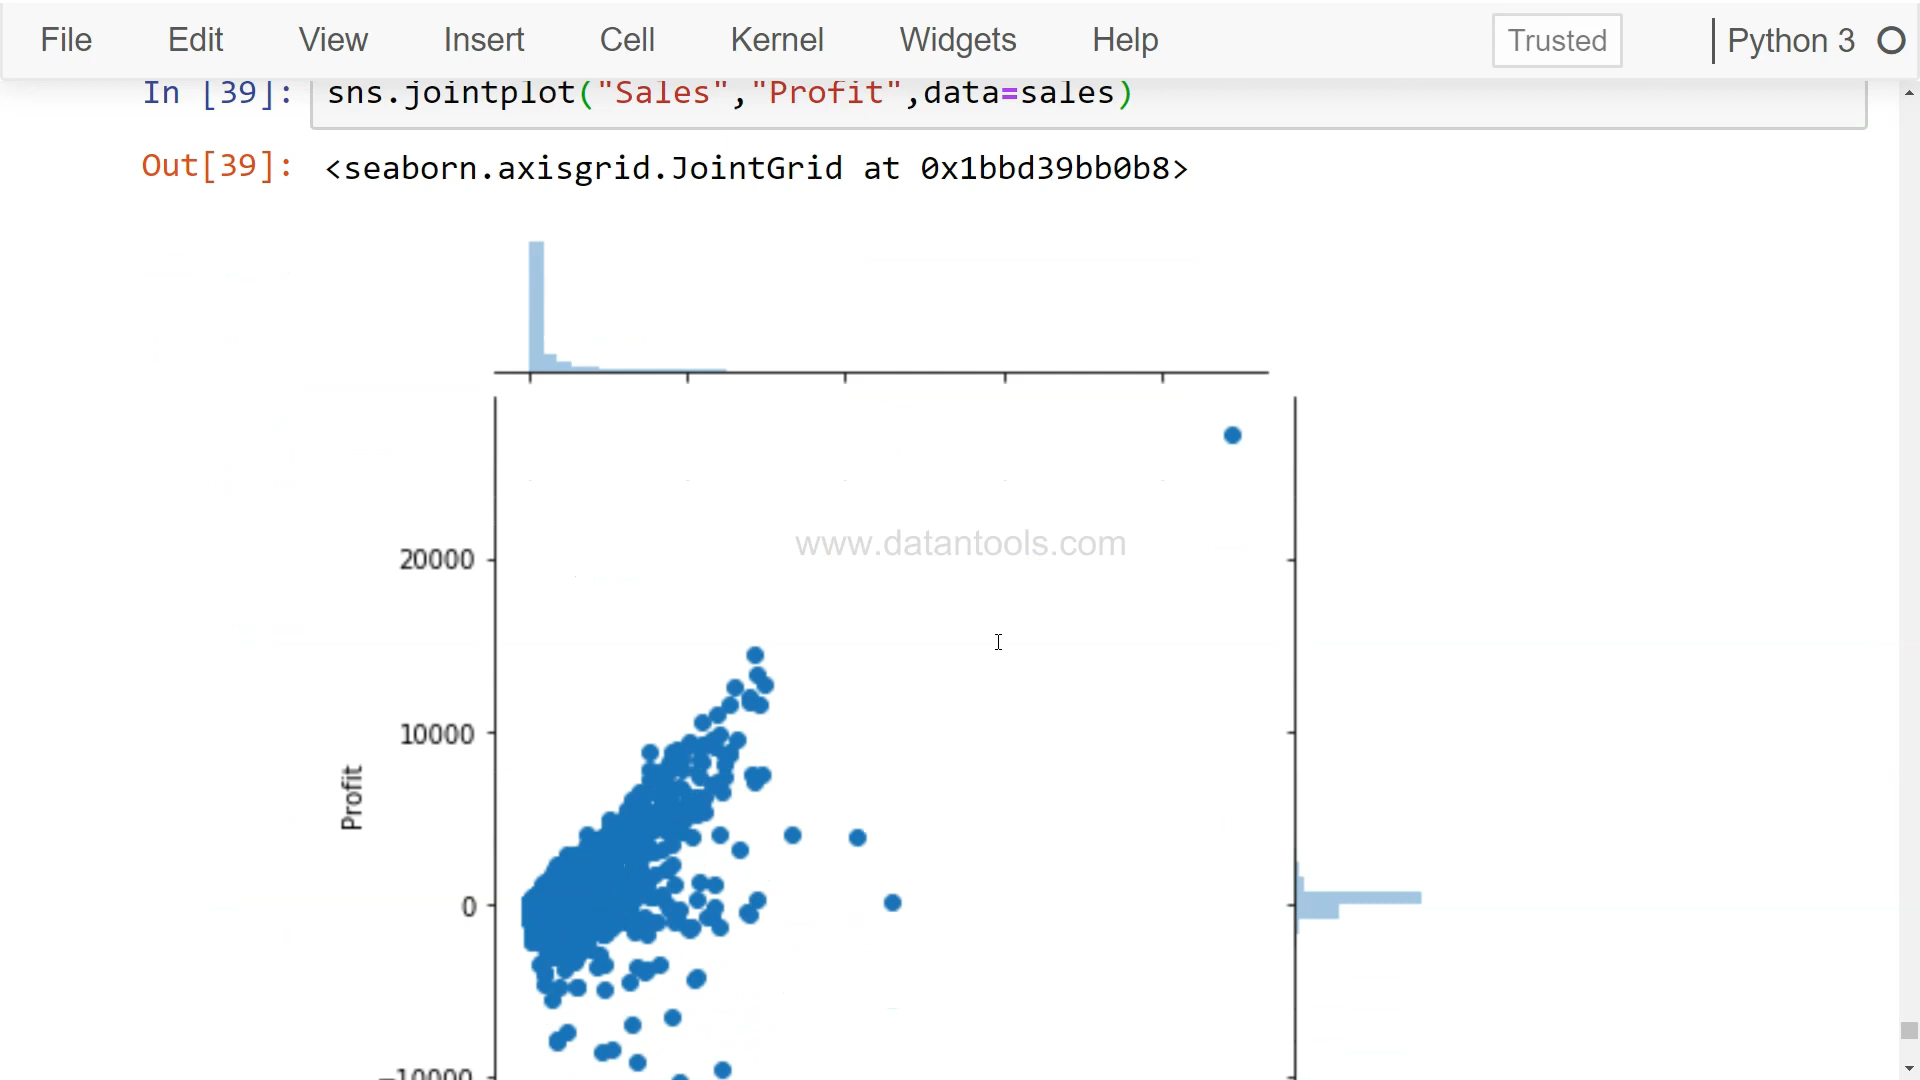 File Edit View Insert Cell Kernel Widgets Help Trusted Python 3
In [39]: sns.jointplot("Sales","Profit",data=sales)
Out[39]: <seaborn.axisgrid.JointGrid at 0x1bbd39bb0b8>
www.datantools.com
20000
10000
Profit
0
-10000